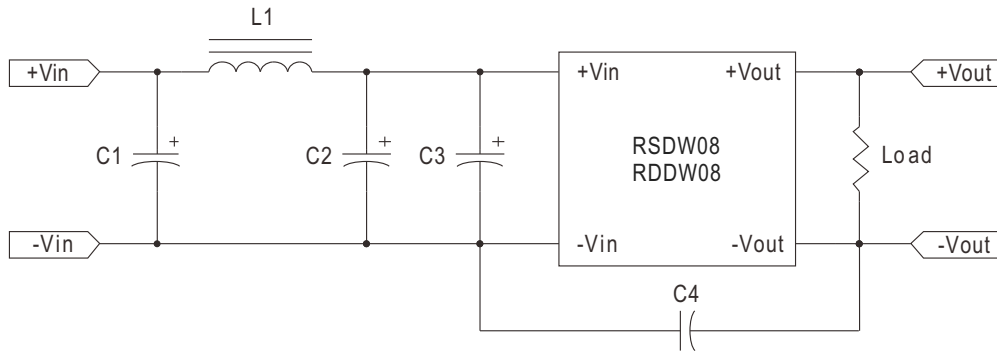 L1
+Vin
+Vin
+Vout
+Vout
C1
+
C2
+
C3
+
RSDW08
RDDW08
Load
-Vin
-Vin
-Vout
-Vout
C4